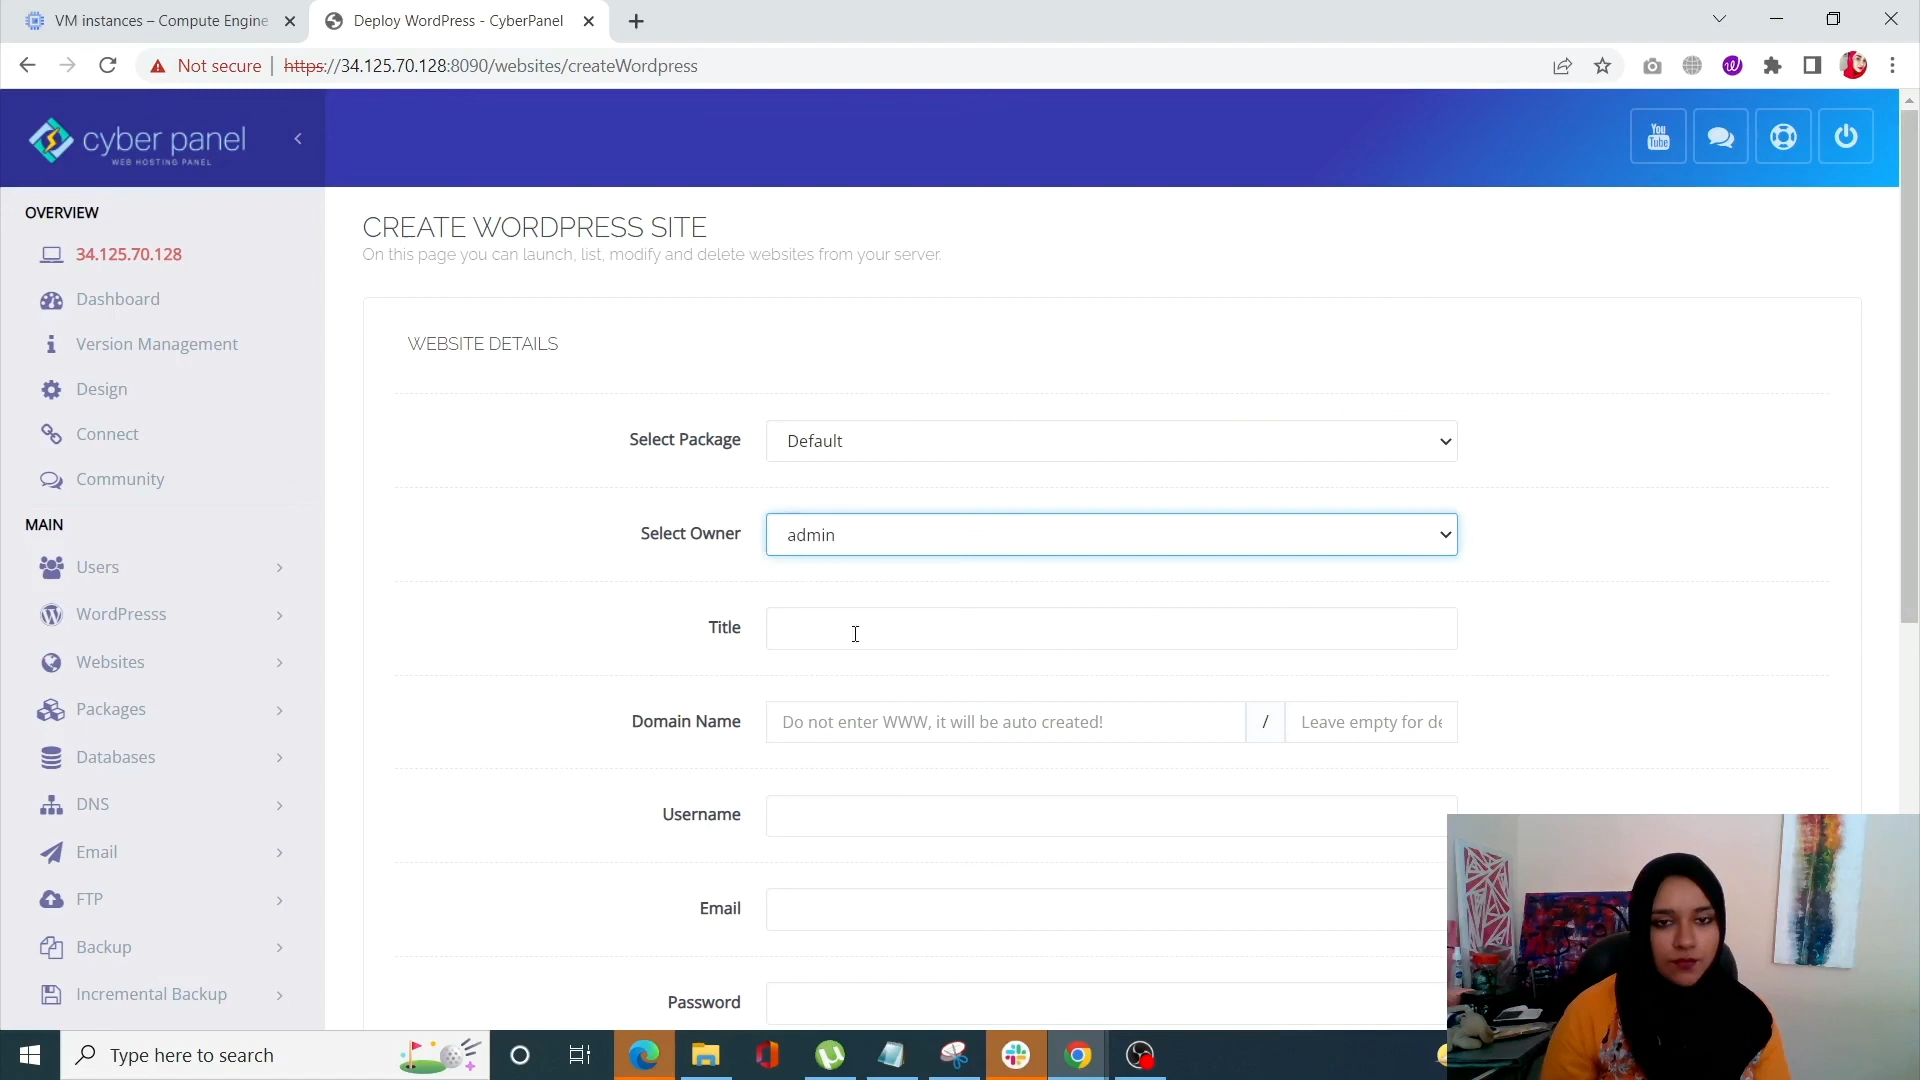 VM instances – Compute Engine
Deploy WordPress - CyberPanel
Not secure
https://34.125.70.128:8090/websites/createWordpress
cyber panel
WEB HOSTING PANEL
You
Tube
OVERVIEW
34.125.70.128
Dashboard
Version Management
Design
Connect
Community
MAIN
Users
WordPresss
Websites
Packages
Databases
DNS
Email
FTP
Backup
Incremental Backup
CREATE WORDPRESS SITE
On this page you can launch, list, modify and delete websites from your server.
WEBSITE DETAILS
Select Package
Default
Select Owner
admin
Title
Domain Name
Do not enter WWW, it will be auto created!
/
Leave empty for de
Username
Email
Password
Type here to search